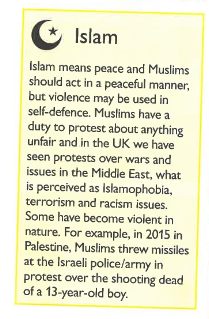 Islam
Islam means peace and Muslims
should act in a peaceful manner,
but violence may be used in
self-defence. Muslims have a
duty to protest about anything
unfair and in the UK we have
seen protests over wars and
issues in the Middle East, what
is perceived as Islamophobia,
terrorism and racism issues.
Some have become violent in
nature. For example, in 2015 in
Palestine, Muslims threw missiles
at the Israeli police/army in
protest over the shooting dead
of a 13-year-old boy.